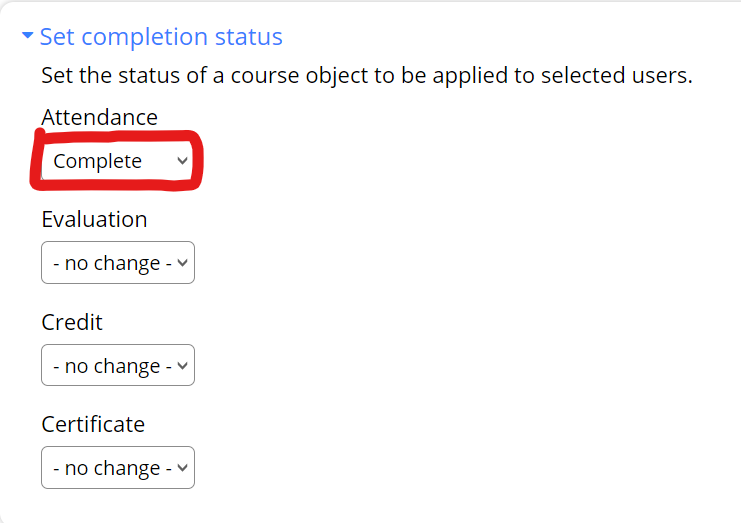 Set completion status
Set the status of a course object to be applied to selected users.
Attendance
Complete
Evaluation
- no change -
Credit
- no change -
Certificate
- no change -